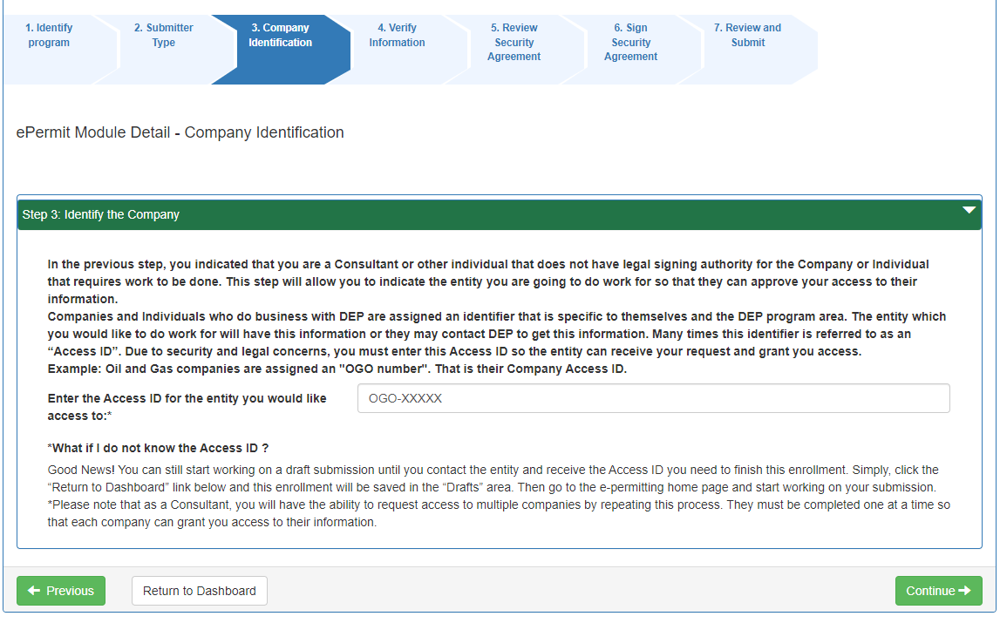 1. Identify
program
2. Submitter
Type
3. Company
Identification
4. Verify
Information
5. Review
Security
Agreement
6. Sign
Security
Agreement
7. Review and
Submit
ePermit Module Detail - Company Identification
Step 3: Identify the Company
In the previous step, you indicated that you are a Consultant or other individual that does not have legal signing authority for the Company or Individual
that requires work to be done. This step will allow you to indicate the entity you are going to do work for so that they can approve your access to their
information.
Companies and Individuals who do business with DEP are assigned an identifier that is specific to themselves and the DEP program area. The entity which
you would like to do work for will have this information or they may contact DEP to get this information. Many times this identifier is referred to as an
“Access ID”. Due to security and legal concerns, you must enter this Access ID so the entity can receive your request and grant you access.
Example: Oil and Gas companies are assigned an "OGO number". That is their Company Access ID.
Enter the Access ID for the entity you would like
access to:*
OGO-XXXXX
*What if I do not know the Access ID ?
Good News! You can still start working on a draft submission until you contact the entity and receive the Access ID you need to finish this enrollment. Simply, click the
“Return to Dashboard” link below and this enrollment will be saved in the “Drafts” area. Then go to the e-permitting home page and start working on your submission.
*Please note that as a Consultant, you will have the ability to request access to multiple companies by repeating this process. They must be completed one at a time so
that each company can grant you access to their information.
Previous
Return to Dashboard
Continue